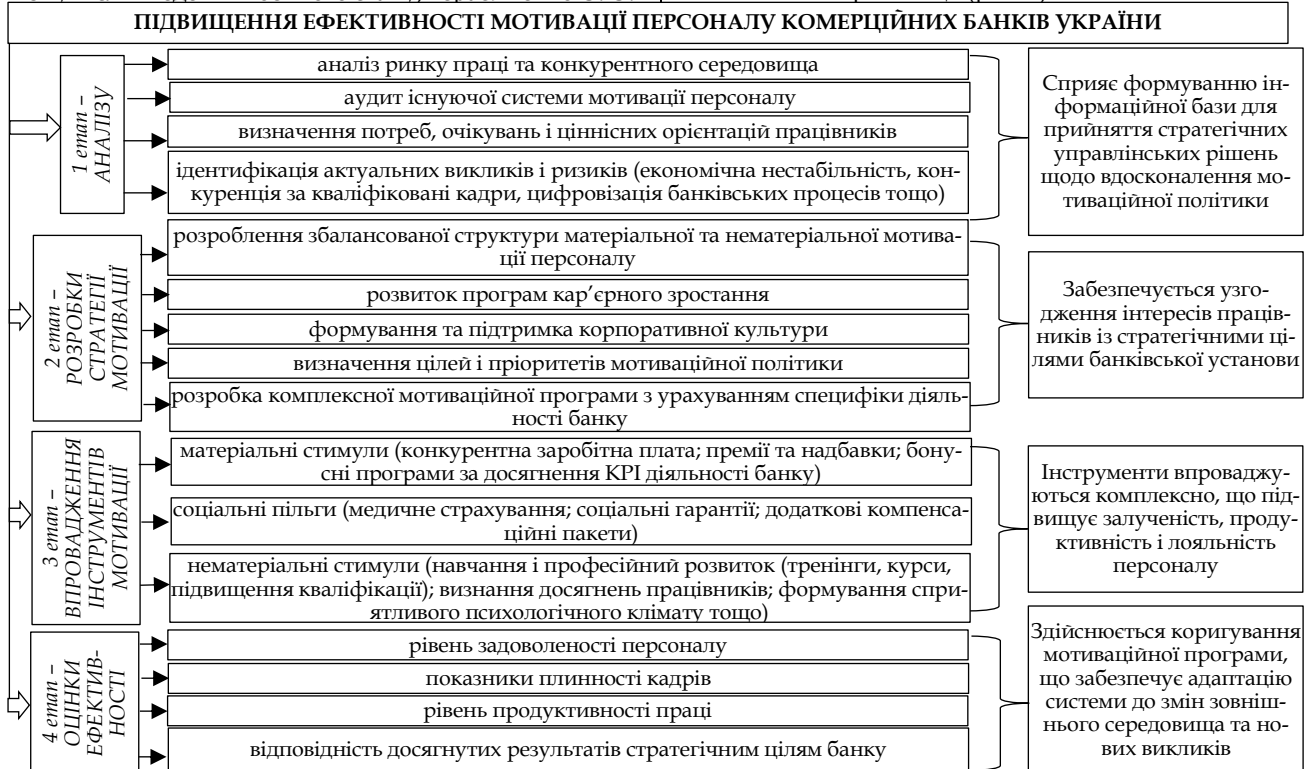 ПІДВИЩЕННЯ ЕФЕКТИВНОСТІ МОТИВАЦІЇ ПЕРСОНАЛУ КОМЕРЦІЙНИХ БАНКІВ УКРАЇНИ
1 етап –
АНАЛІЗУ
аналіз ринку праці та конкурентного середовища
аудит існуючої системи мотивації персоналу
визначення потреб, очікувань і ціннісних орієнтацій працівників
ідентифікація актуальних викликів і ризиків (економічна нестабільність, кон-
куренція за кваліфіковані кадри, цифровізація банківських процесів тощо)
Сприяє формуванню ін-
формаційної бази для
прийняття стратегічних
управлінських рішень
щодо вдосконалення мо-
тиваційної політики
2 етап –
РОЗРОБКИ
СТРАТЕГІЇ
МОТИВАЦІЇ
розроблення збалансованої структури матеріальної та нематеріальної мотива-
ції персоналу
розвиток програм кар’єрного зростання
формування та підтримка корпоративної культури
визначення цілей і пріоритетів мотиваційної політики
розробка комплексної мотиваційної програми з урахуванням специфіки діяль-
ності банку
Забезпечується узго-
дження інтересів праців-
ників із стратегічними ці-
лями банківської установи
3 етап –
ВПРОВАДЖЕННЯ
ІНСТРУМЕНТІВ
МОТИВАЦІЇ
матеріальні стимули (конкурентна заробітна плата; премії та надбавки; бону-
сні програми за досягнення KPI діяльності банку)
соціальні пільги (медичне страхування; соціальні гарантії; додаткові компенса-
ційні пакети)
нематеріальні стимули (навчання і професійний розвиток (тренінги, курси,
підвищення кваліфікації); визнання досягнень працівників; формування спри-
ятливого психологічного клімату тощо)
Інструменти впроваджу-
ються комплексно, що під-
вищує залученість, проду-
ктивність і лояльність
персоналу
4 етап –
ОЦІНКИ
ЕФЕКТИВ-
НОСТІ
рівень задоволеності персоналу
показники плинності кадрів
рівень продуктивності праці
відповідність досягнутих результатів стратегічним цілям банку
Здійснюється коригування
мотиваційної програми,
що забезпечує адаптацію
системи до змін зовніш-
нього середовища та но-
вих викликів